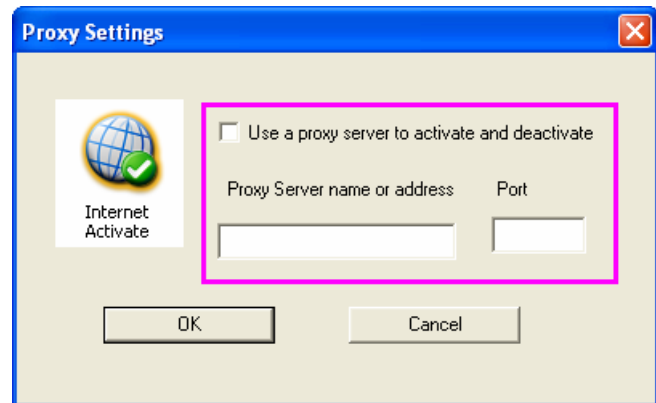 Proxy Settings
Use a proxy server to activate and deactivate
Proxy Server name or address Port
Internet
Activate
OK Cancel